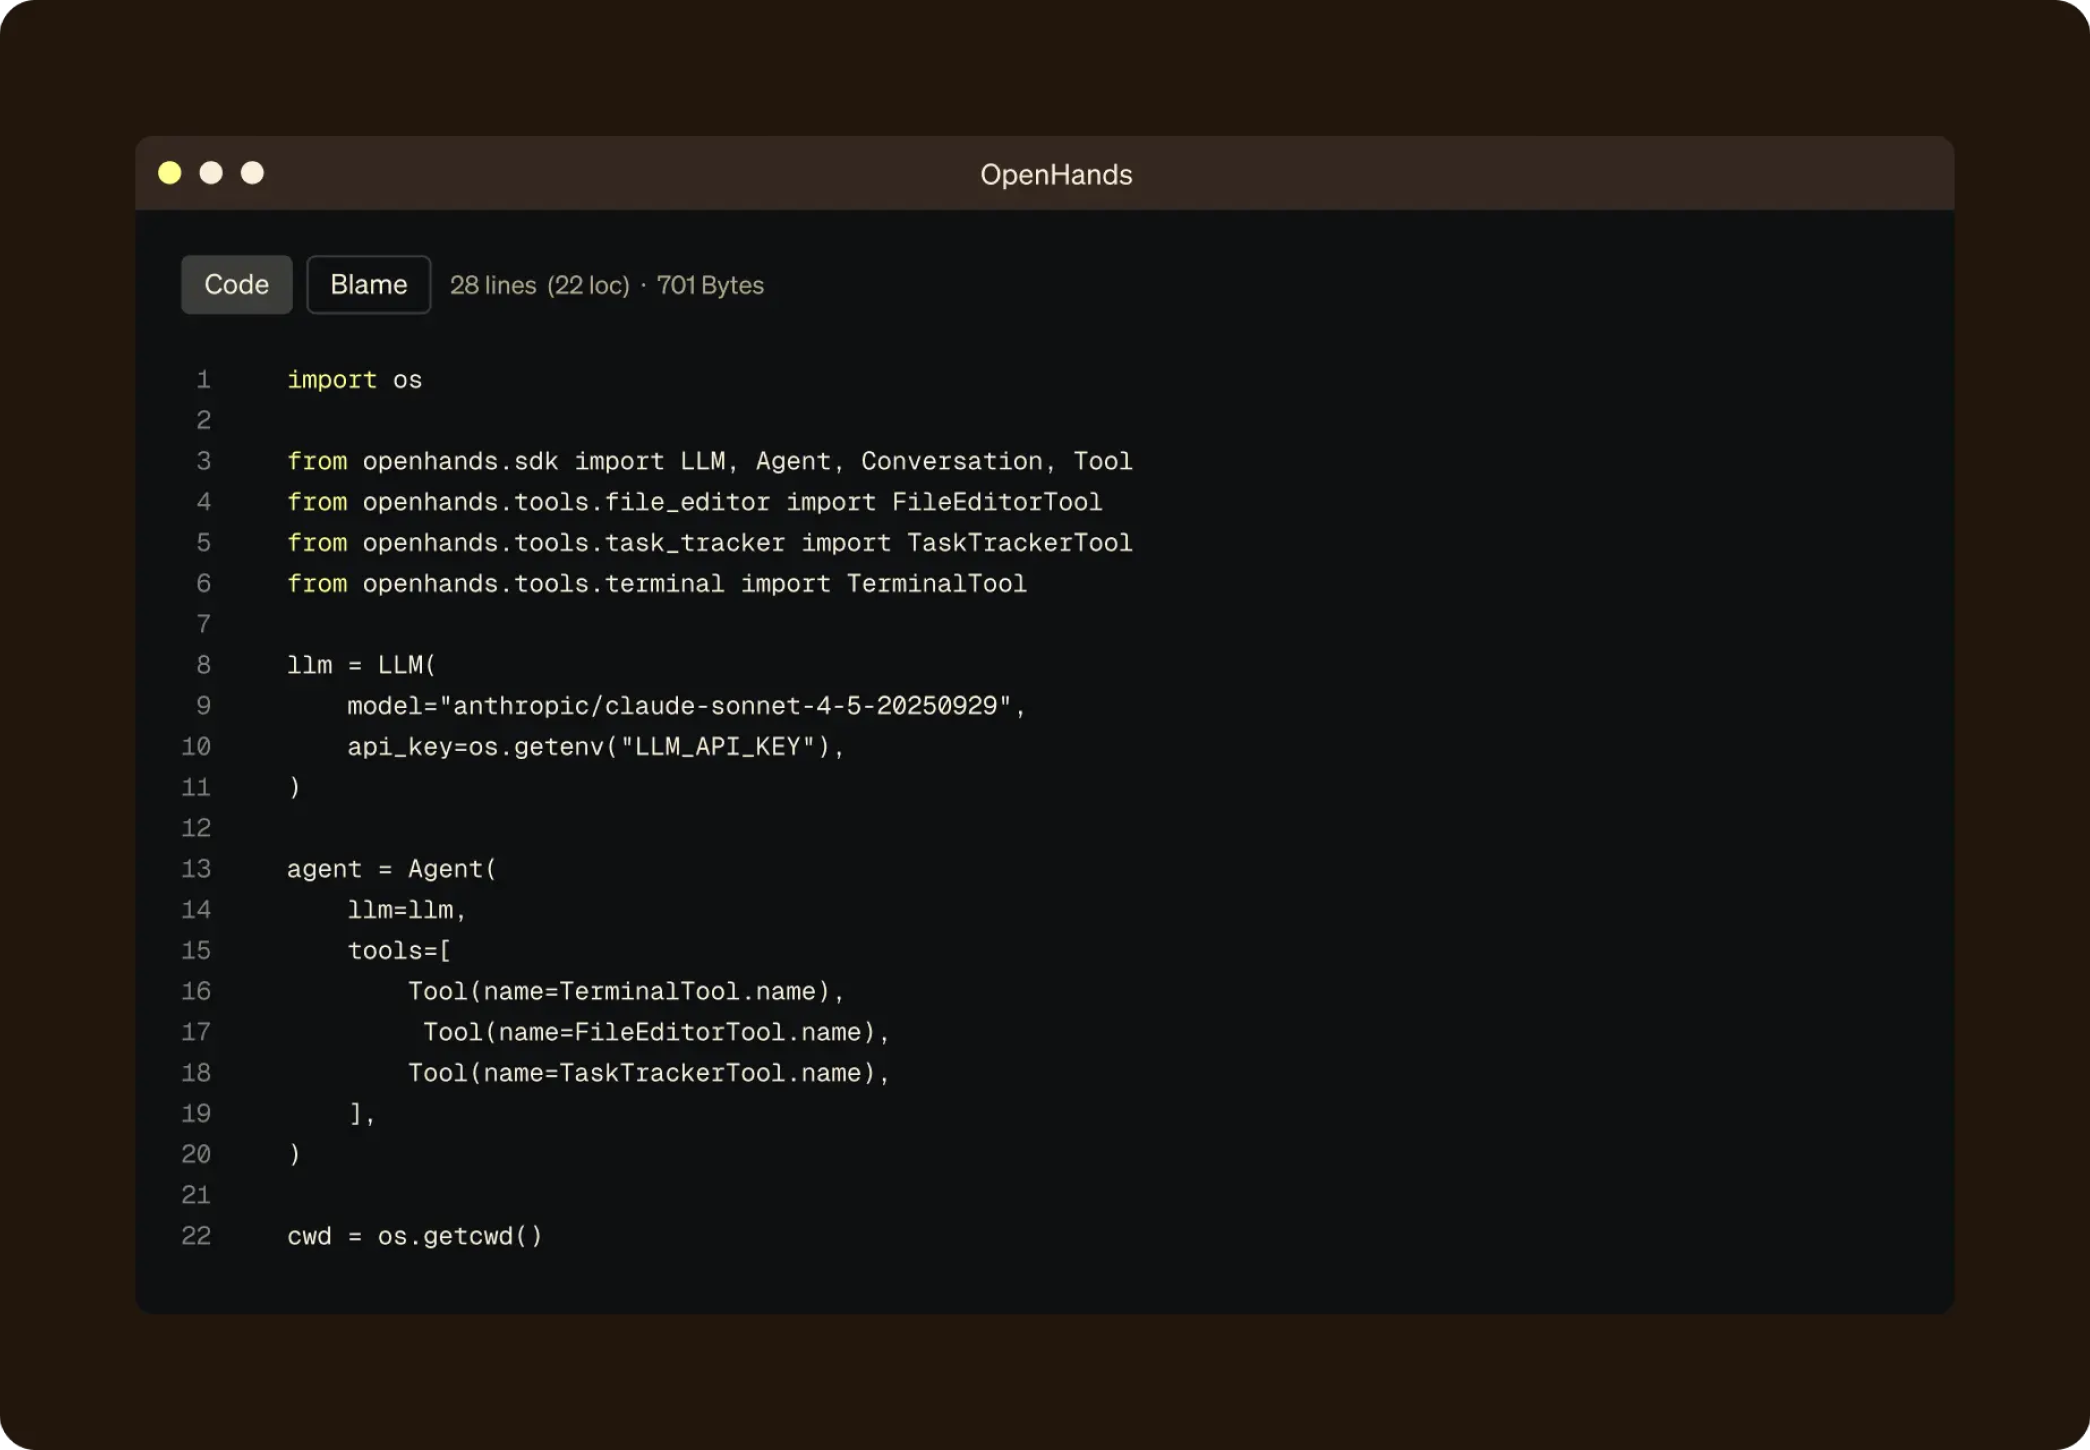 OpenHands
Code Blame 28 lines (22 loc) · 701 Bytes
1 import os
2
3 from openhands.sdk import LLM, Agent, Conversation, Tool
4 from openhands.tools.file_editor import FileEditorTool
5 from openhands.tools.task_tracker import TaskTrackerTool
6 from openhands.tools.terminal import TerminalTool
7
8 llm = LLM(
9     model="anthropic/claude-sonnet-4-5-20250929",
10     api_key=os.getenv("LLM_API_KEY"),
11 )
12
13 agent = Agent(
14     llm=llm,
15     tools=[
16         Tool(name=TerminalTool.name),
17          Tool(name=FileEditorTool.name),
18         Tool(name=TaskTrackerTool.name),
19     ],
20 )
21
22 cwd = os.getcwd()